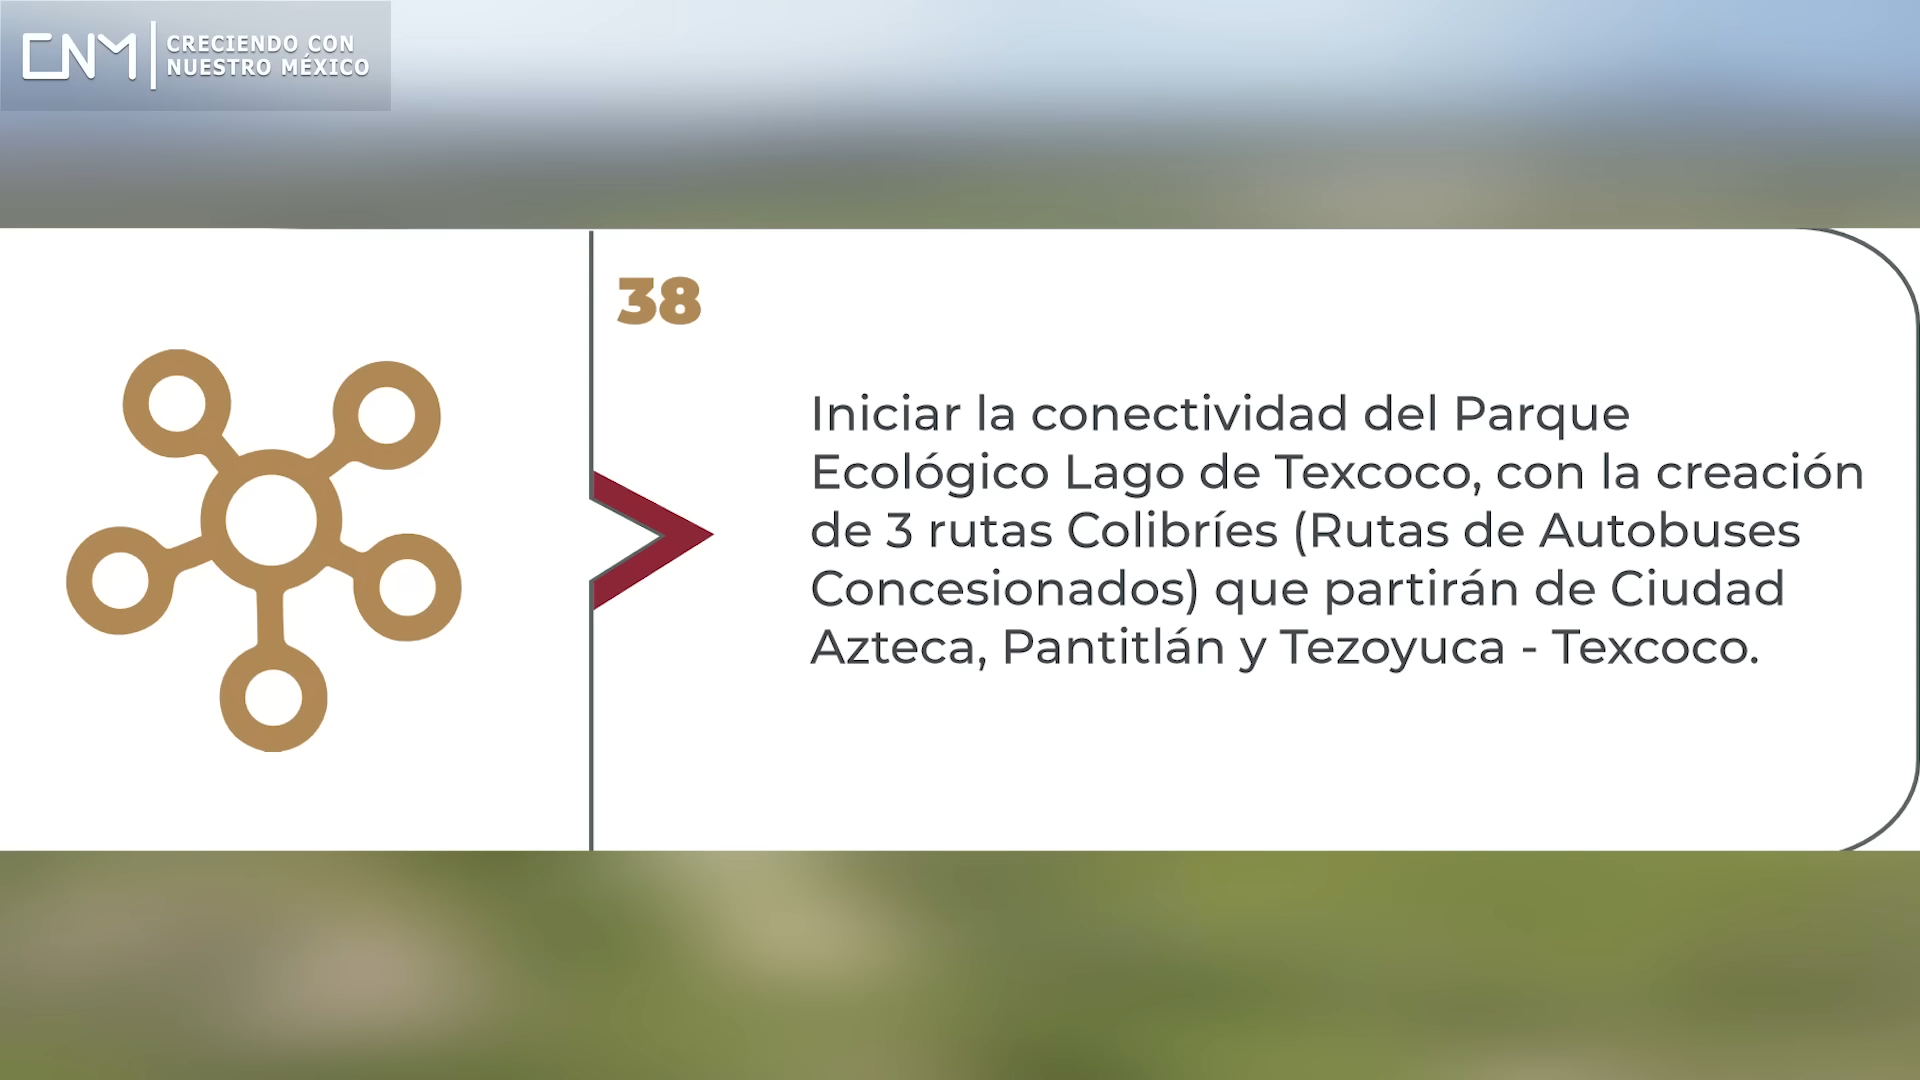 CNM
CRECIENDO CON
NUESTRO MÉXICO
38
Iniciar la conectividad del Parque
Ecológico Lago de Texcoco, con la creación
de 3 rutas Colibríes (Rutas de Autobuses
Concesionados) que partirán de Ciudad
Azteca, Pantitlán y Tezoyuca - Texcoco.